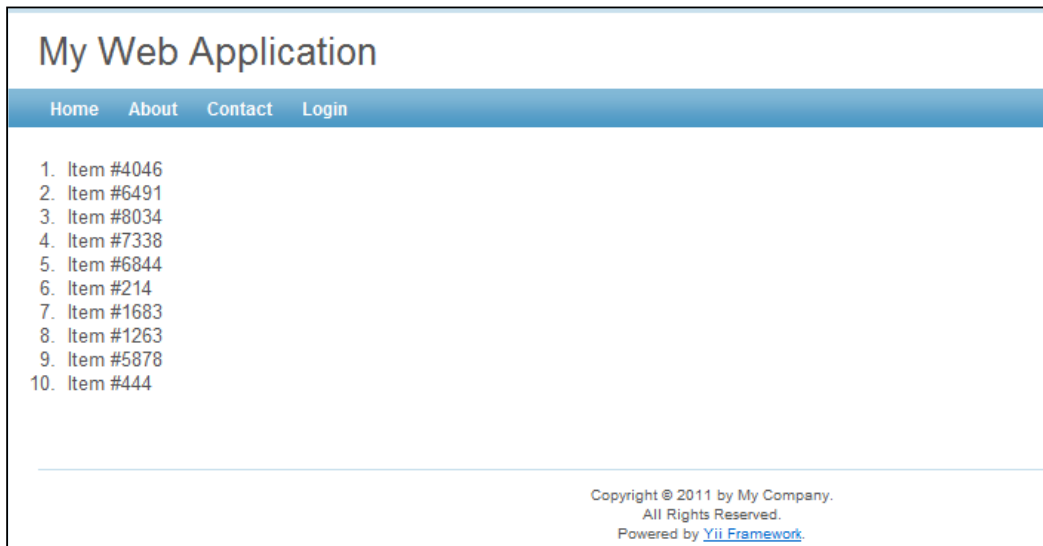 My Web Application
Home About Contact Login
1. Item #4046
2. Item #6491
3. Item #8034
4. Item #7338
5. Item #6844
6. Item #214
7. Item #1683
8. Item #1263
9. Item #5878
10. Item #444
Copyright © 2011 by My Company.
All Rights Reserved.
Powered by Yii Framework.